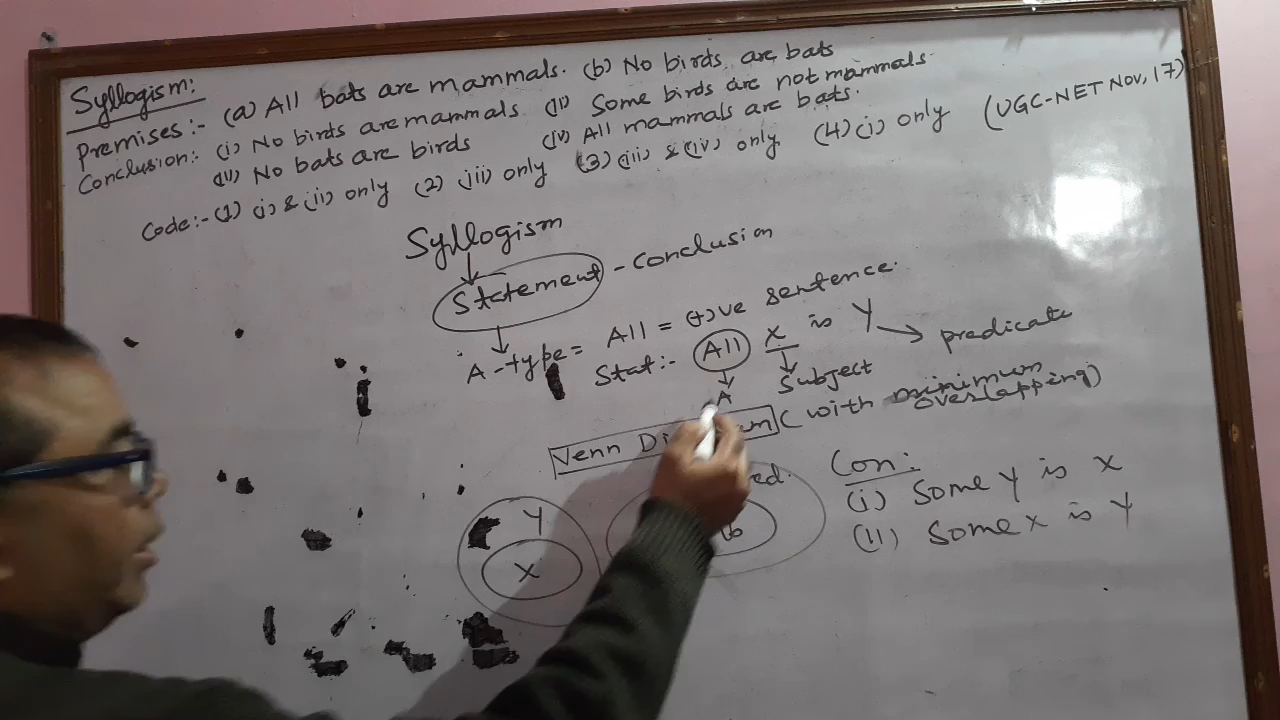 Syllogism:
Premises:- (a) All bats are mammals. (b) No birds are bats
Conclusion:- (i) No birds are mammals (ii) Some birds are not mammals.
(iii) No bats are birds (iv) All mammals are bats.
Code:- (1) (i) & (ii) only (2) (iii) only (3) (iii) & (iv) only (4) (i) only (UGC-NET Nov, 17)
Syllogism
Statement - Conclusion
A-type = All = (+)ve sentence.
Stat:- All X is Y predicate
A Subject
Venn (with minimum
overlapping)
Y
X
Con:
(i) Some Y is X
(ii) Some X is Y